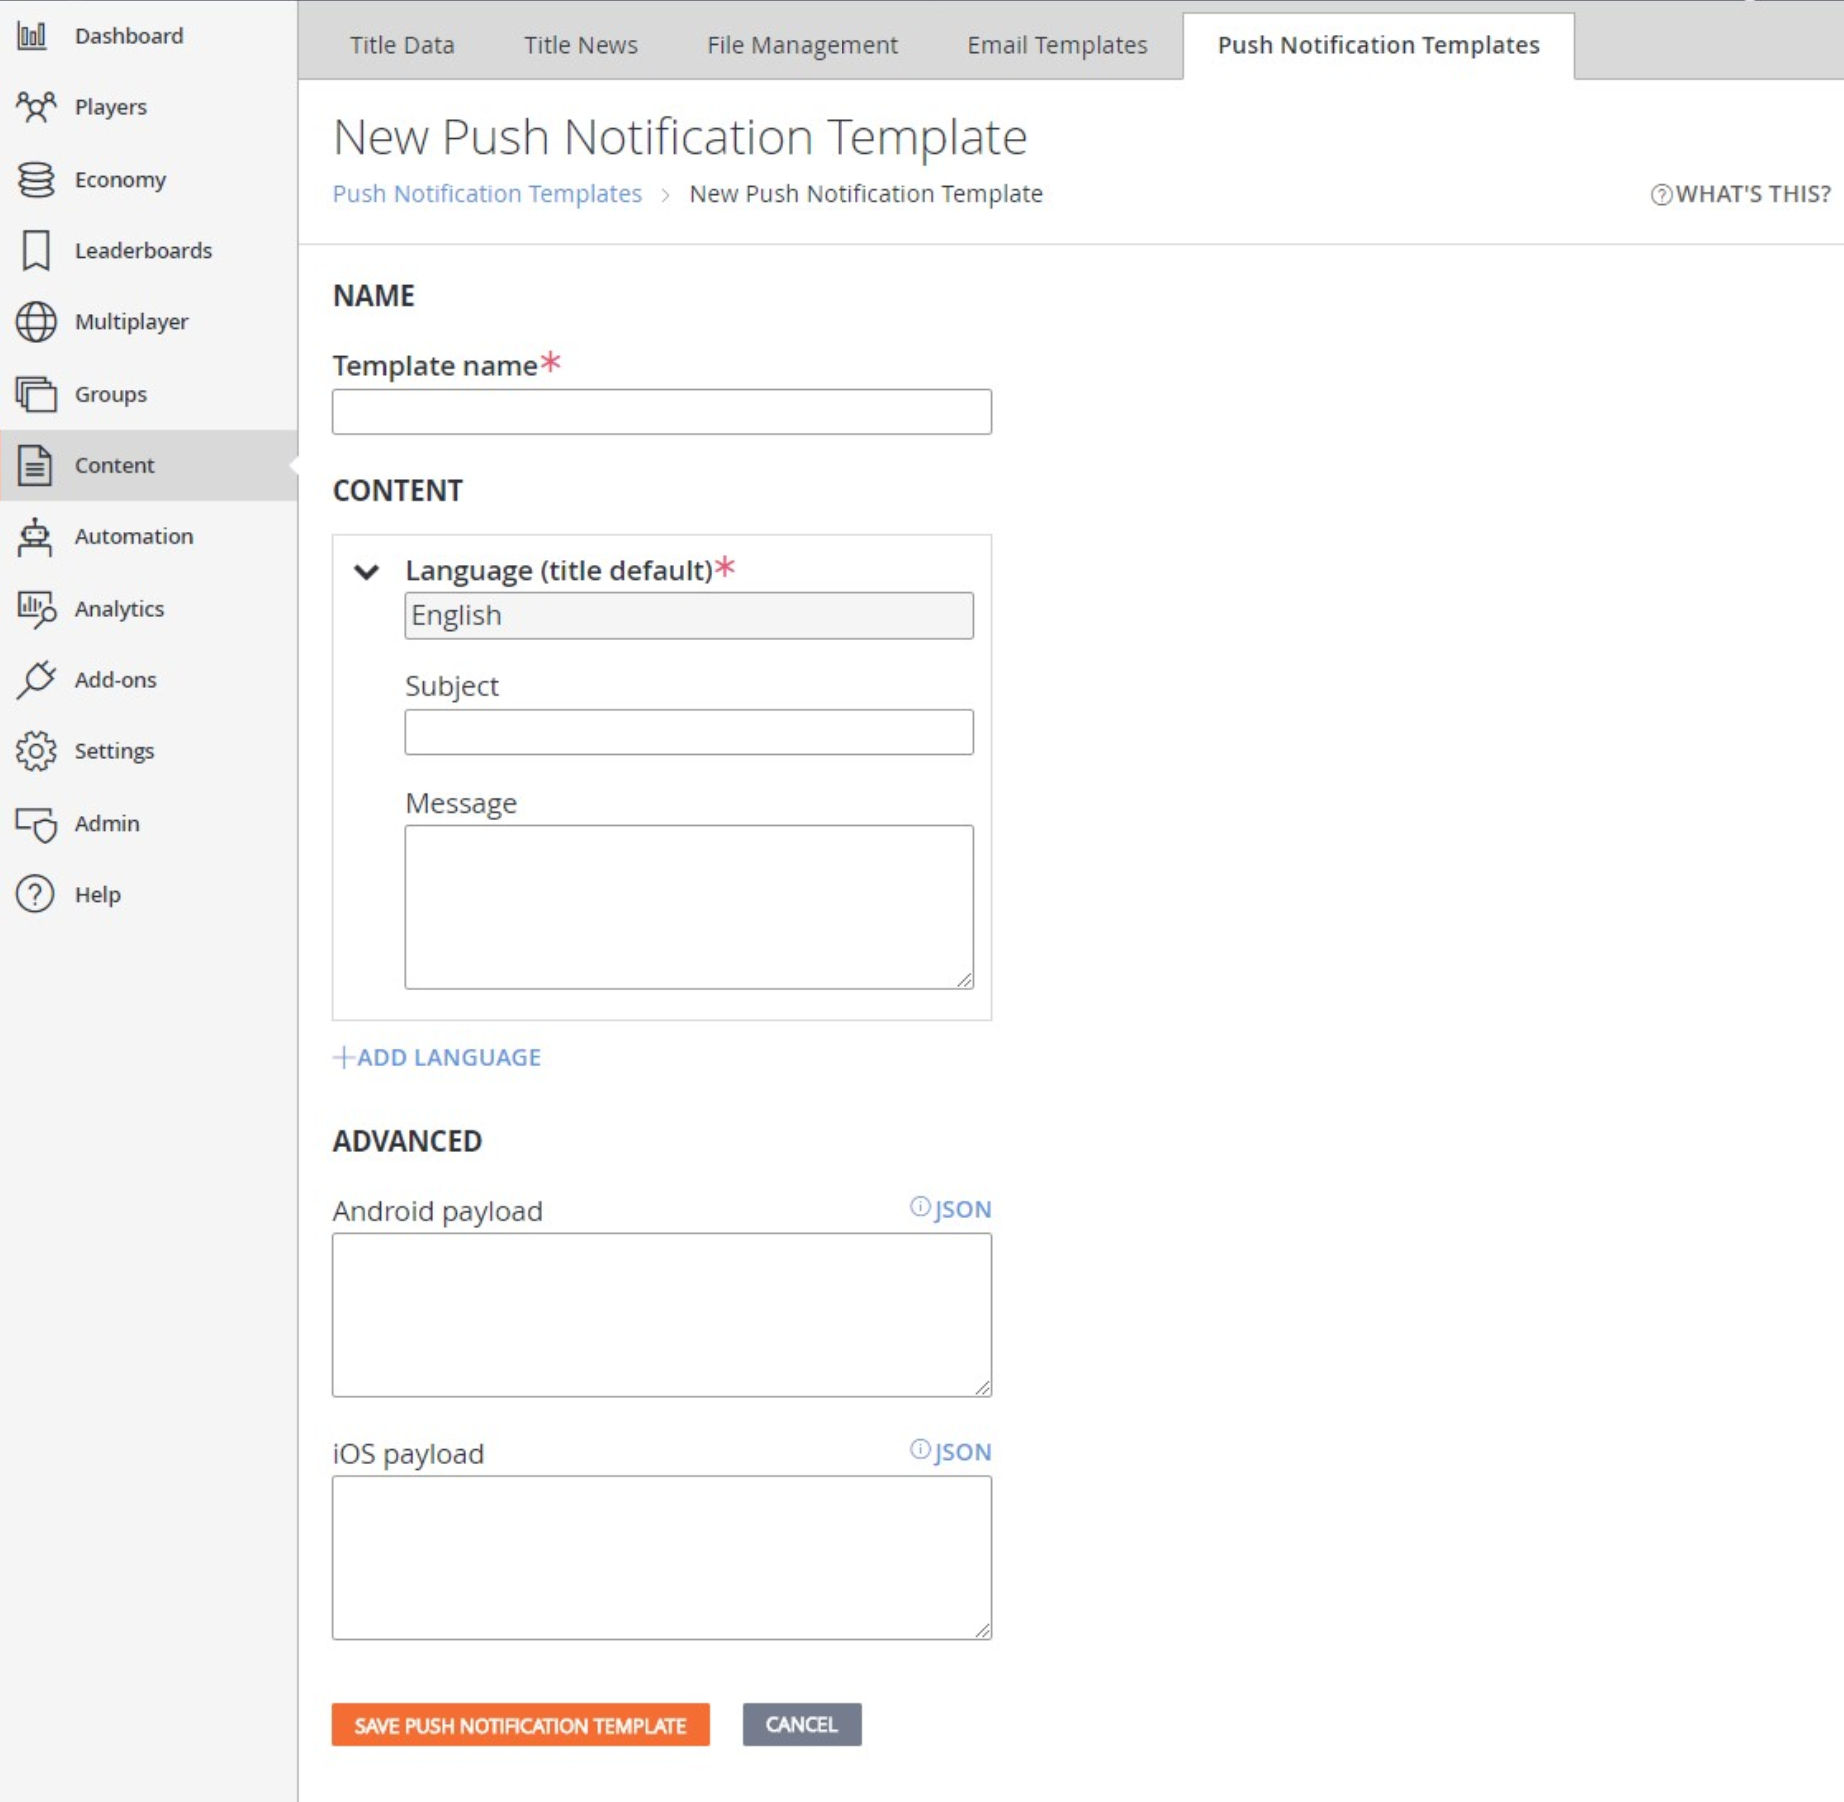 Dashboard
Players
Economy
Leaderboards
Multiplayer
Groups
Content
Automation
Analytics
Add-ons
Settings
Admin
Help
Title Data
Title News
File Management
Email Templates
Push Notification Templates
New Push Notification Template
Push Notification Templates > New Push Notification Template
?WHAT'S THIS?
NAME
Template name*
CONTENT
Language (title default)*
English
Subject
Message
+ADD LANGUAGE
ADVANCED
Android payload
JSON
iOS payload
JSON
SAVE PUSH NOTIFICATION TEMPLATE
CANCEL